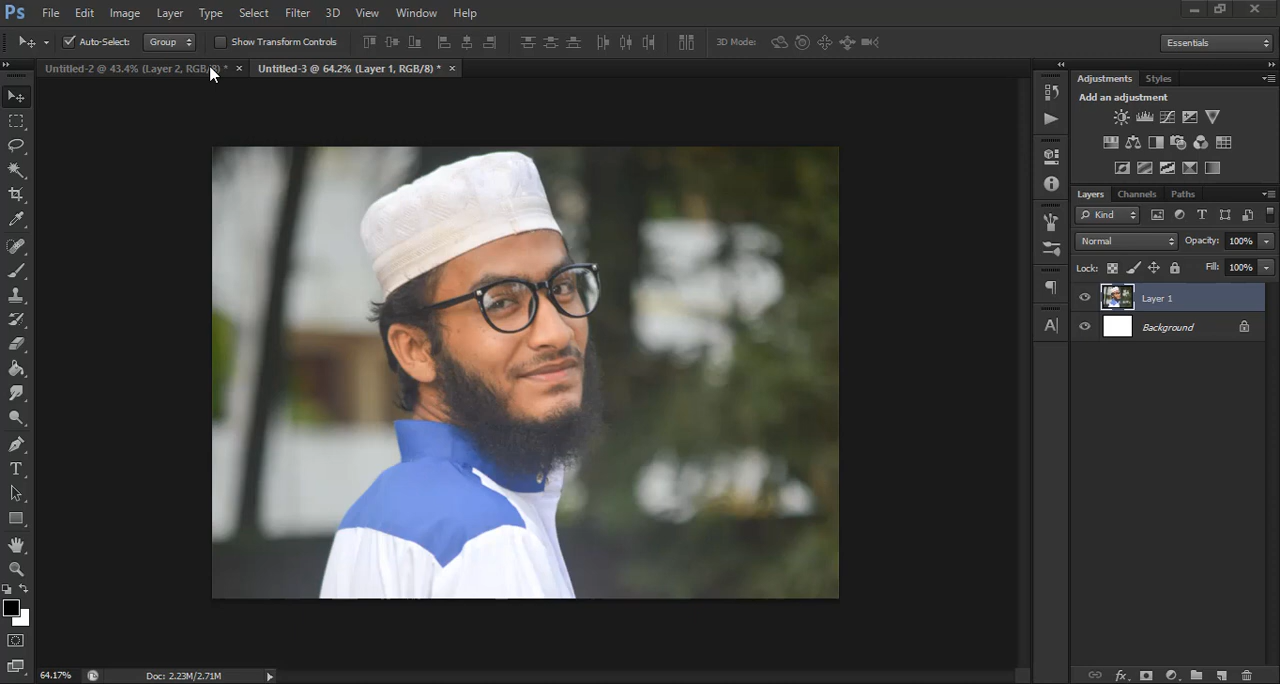 Ps File Edit Image Layer Type Select Filter 3D View Window Help
Auto-Select: Group Show Transform Controls 3D Mode: Essentials
Untitled-2 @ 43.4% (Layer 2, RGB/8) * × Untitled-3 @ 64.2% (Layer 1, RGB/8) * ×
Adjustments Styles
Add an adjustment
Layers Channels Paths
Kind
Normal Opacity: 100%
Lock: Fill: 100%
Layer 1
Background
64.17% Doc: 2.23M/2.71M